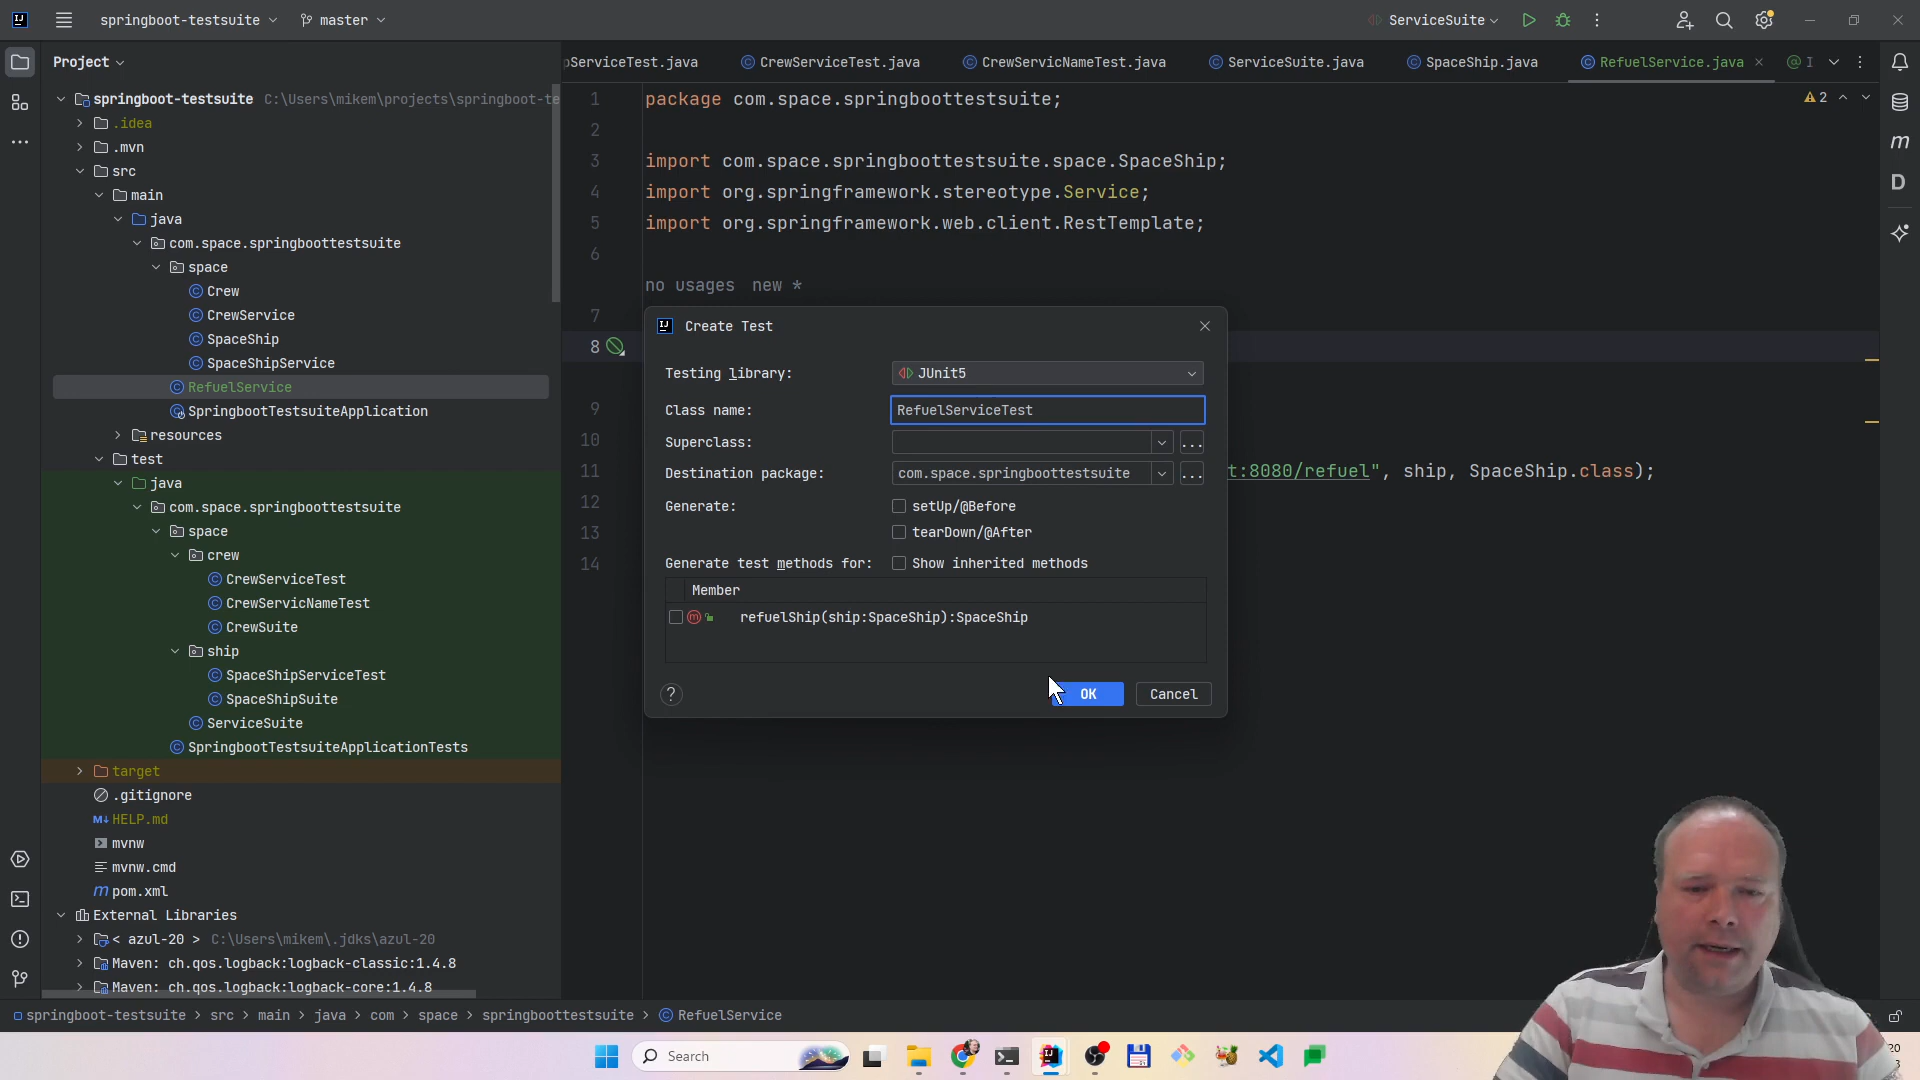 springboot-testsuite
master
ServiceSuite
Project
pServiceTest.java
CrewServiceTest.java
CrewServicNameTest.java
ServiceSuite.java
SpaceShip.java
RefuelService.java
springboot-testsuite C:\Users\mikem\projects\springboot-te
.idea
.mvn
src
main
java
com.space.springboottestsuite
space
Crew
CrewService
SpaceShip
SpaceShipService
RefuelService
SpringbootTestsuiteApplication
resources
test
java
com.space.springboottestsuite
space
crew
CrewServiceTest
CrewServicNameTest
CrewSuite
ship
SpaceShipServiceTest
SpaceShipSuite
ServiceSuite
SpringbootTestsuiteApplicationTests
target
.gitignore
HELP.md
mvnw
mvnw.cmd
pom.xml
External Libraries
< azul-20 > C:\Users\mikem\.jdks\azul-20
Maven: ch.qos.logback:logback-classic:1.4.8
Maven: ch.qos.logback:logback-core:1.4.8
1 package com.space.springboottestsuite;
2
3 import com.space.springboottestsuite.space.SpaceShip;
4 import org.springframework.stereotype.Service;
5 import org.springframework.web.client.RestTemplate;
6
no usages new *
7
8
9
10
11 t:8080/refuel", ship, SpaceShip.class);
12
13
14
2
Create Test
Testing library: JUnit5
Class name: RefuelServiceTest
Superclass: ...
Destination package: com.space.springboottestsuite ...
Generate: setUp/@Before
tearDown/@After
Generate test methods for: Show inherited methods
Member
refuelShip(ship:SpaceShip):SpaceShip
? OK Cancel
springboot-testsuite > src > main > java > com > space > springboottestsuite > RefuelService
Search